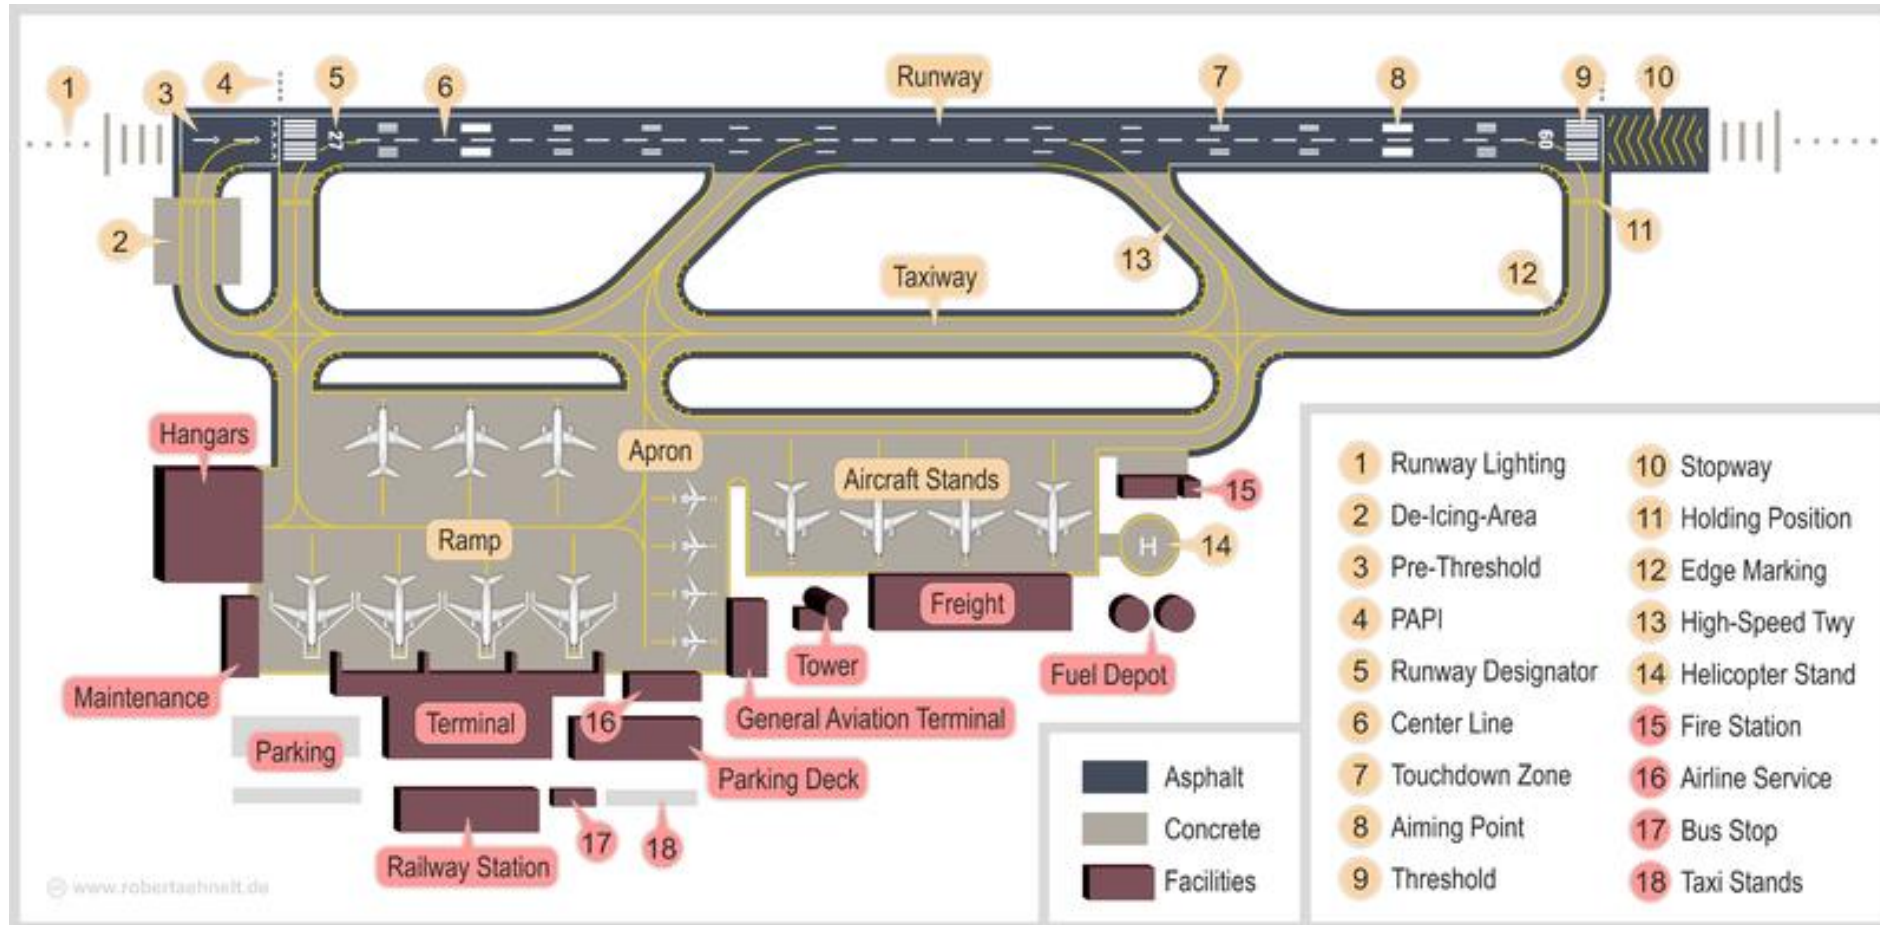 1
3
4
5
6
Runway
7
8
9
10
27
09
2
13
11
Taxiway
12
Hangars
Apron
Aircraft Stands
15
Ramp
H
14
Freight
Tower
Fuel Depot
Maintenance
Terminal
16
General Aviation Terminal
Parking
Parking Deck
17
18
Railway Station
www.robertaehnelt.de
Asphalt
Concrete
Facilities
1 Runway Lighting
2 De-Icing-Area
3 Pre-Threshold
4 PAPI
5 Runway Designator
6 Center Line
7 Touchdown Zone
8 Aiming Point
9 Threshold
10 Stopway
11 Holding Position
12 Edge Marking
13 High-Speed Twy
14 Helicopter Stand
15 Fire Station
16 Airline Service
17 Bus Stop
18 Taxi Stands